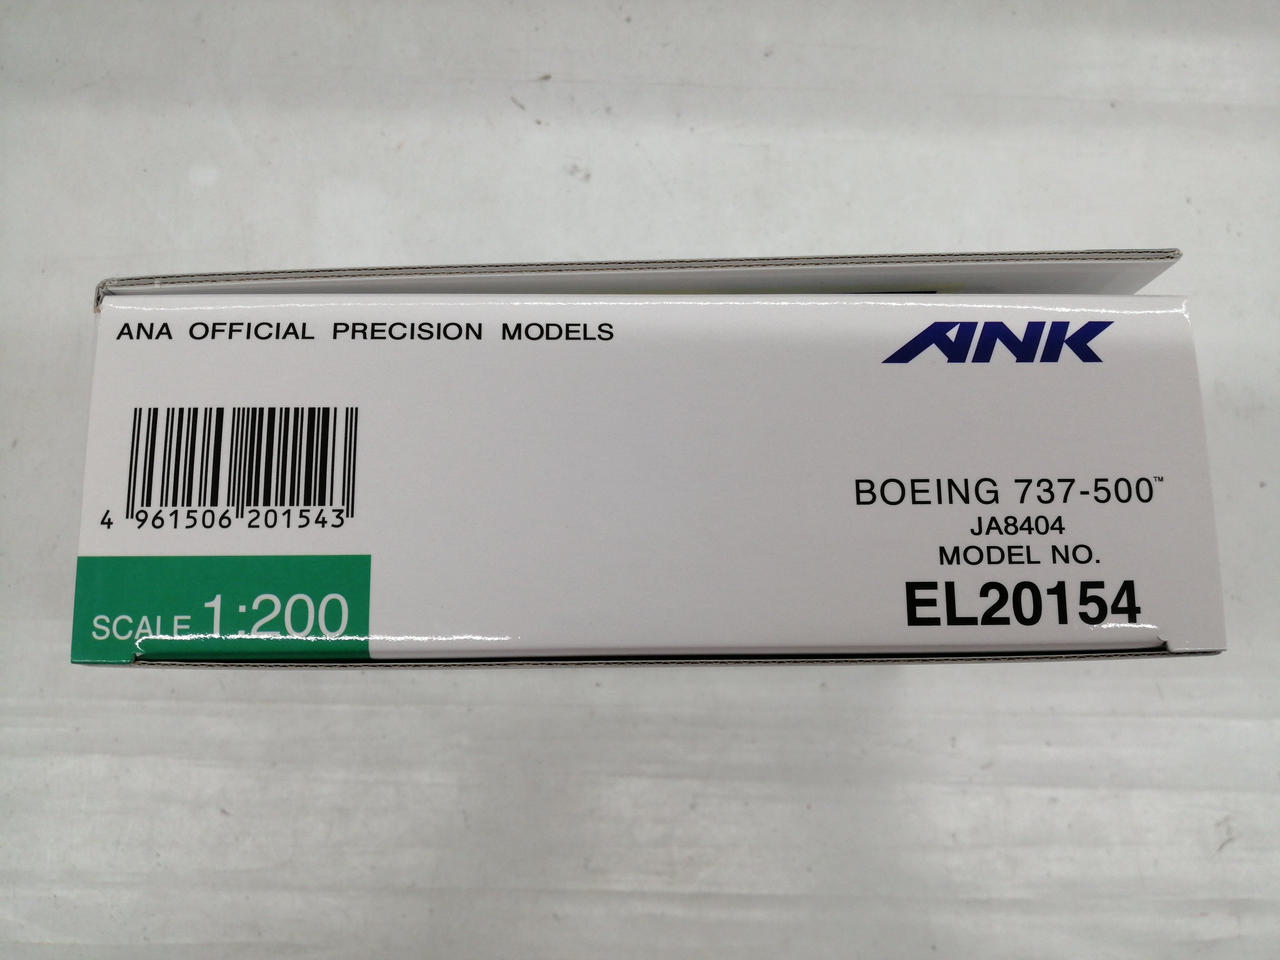 ANA OFFICIAL PRECISION MODELS
ANK
4 961506 201543
BOEING 737-500™
JA8404
MODEL NO.
EL20154
SCALE 1:200